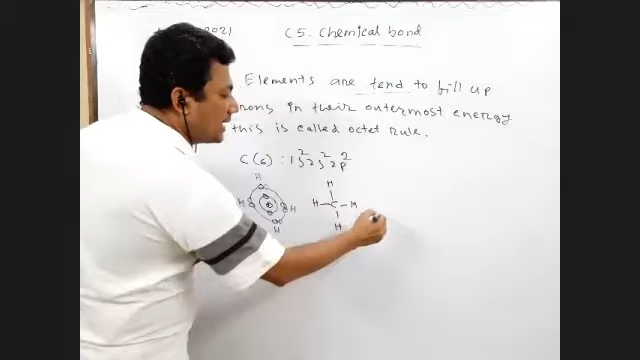 2021
C5. Chemical bond
Elements are tend to fill up
rons in their outermost energy
this is called octet rule.
C(6) : 1s² 2s² 2p²
H
H H
H
H
H - C - H
H